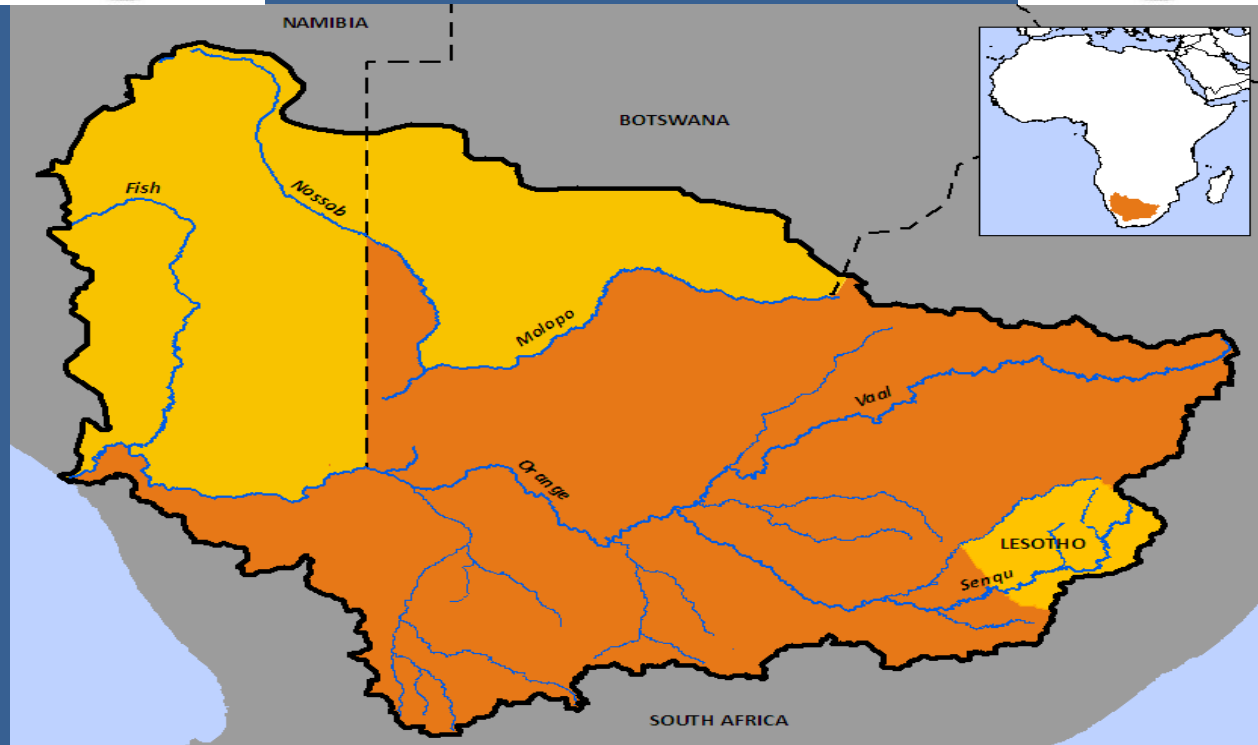 NAMIBIA
BOTSWANA
Fish
Nossob
Molopo
Vaal
Orange
LESOTHO
Senqu
SOUTH AFRICA